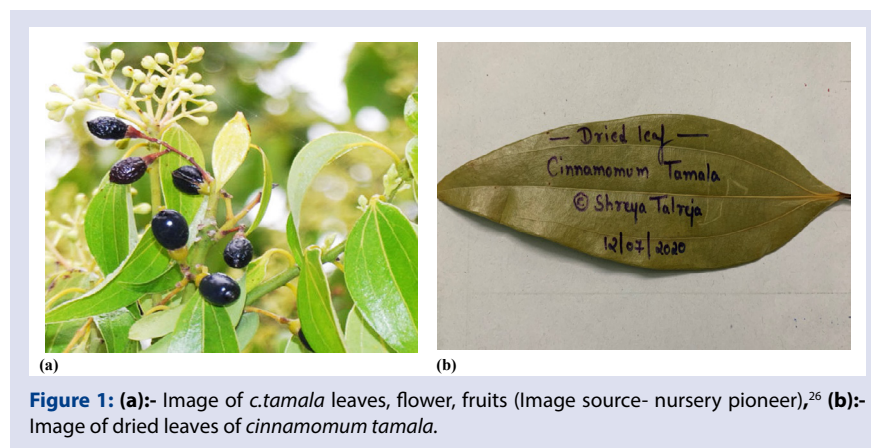 — Dried leaf —
Cinnamomum Tamala
© Shreya Talreja
12/07/2020
(a)
(b)
Figure 1: (a):- Image of c.tamala leaves, flower, fruits (Image source- nursery pioneer),26 (b):-
Image of dried leaves of cinnamomum tamala.